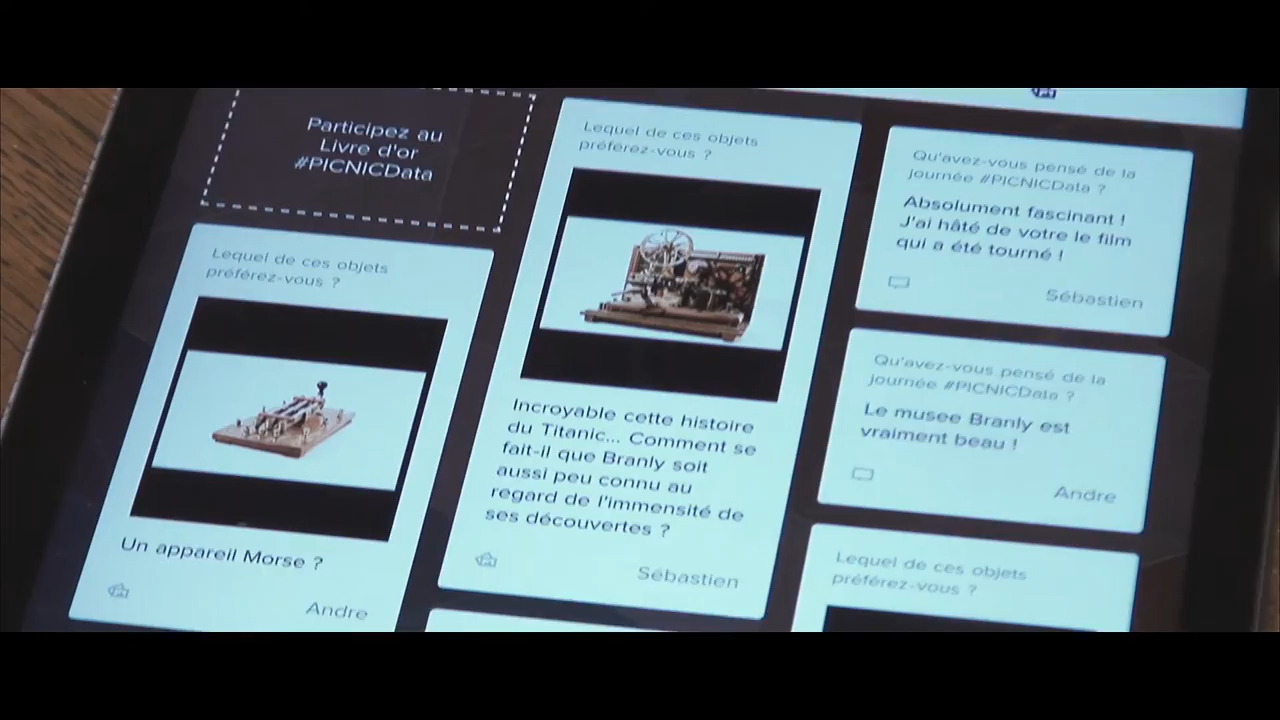 Participez au
Livre d'or
#PICNICData
Lequel de ces objets
préférez-vous ?
Un appareil Morse ?
Andre
Lequel de ces objets
préférez-vous ?
Incroyable cette histoire
du Titanic... Comment se
fait-il que Branly soit
aussi peu connu au
regard de l'immensité de
ses découvertes ?
Sébastien
Qu'avez-vous pensé de la
journée #PICNICData ?
Absolument fascinant !
J'ai hâté de votre le film
qui a été tourné !
Sébastien
Qu'avez-vous pensé de la
journée #PICNICData ?
Le musee Branly est
vraiment beau !
Andre
Lequel de ces objets
préférez-vous ?